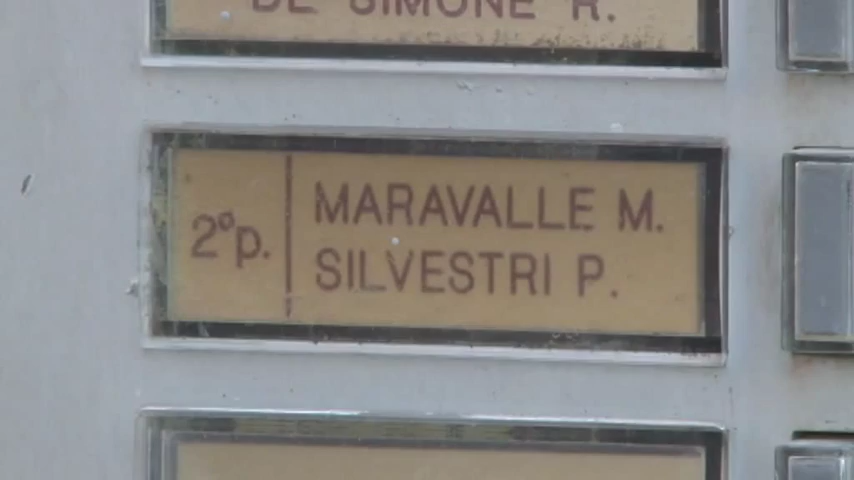 DE SIMONE R.
2°p.
MARAVALLE M.
SILVESTRI P.